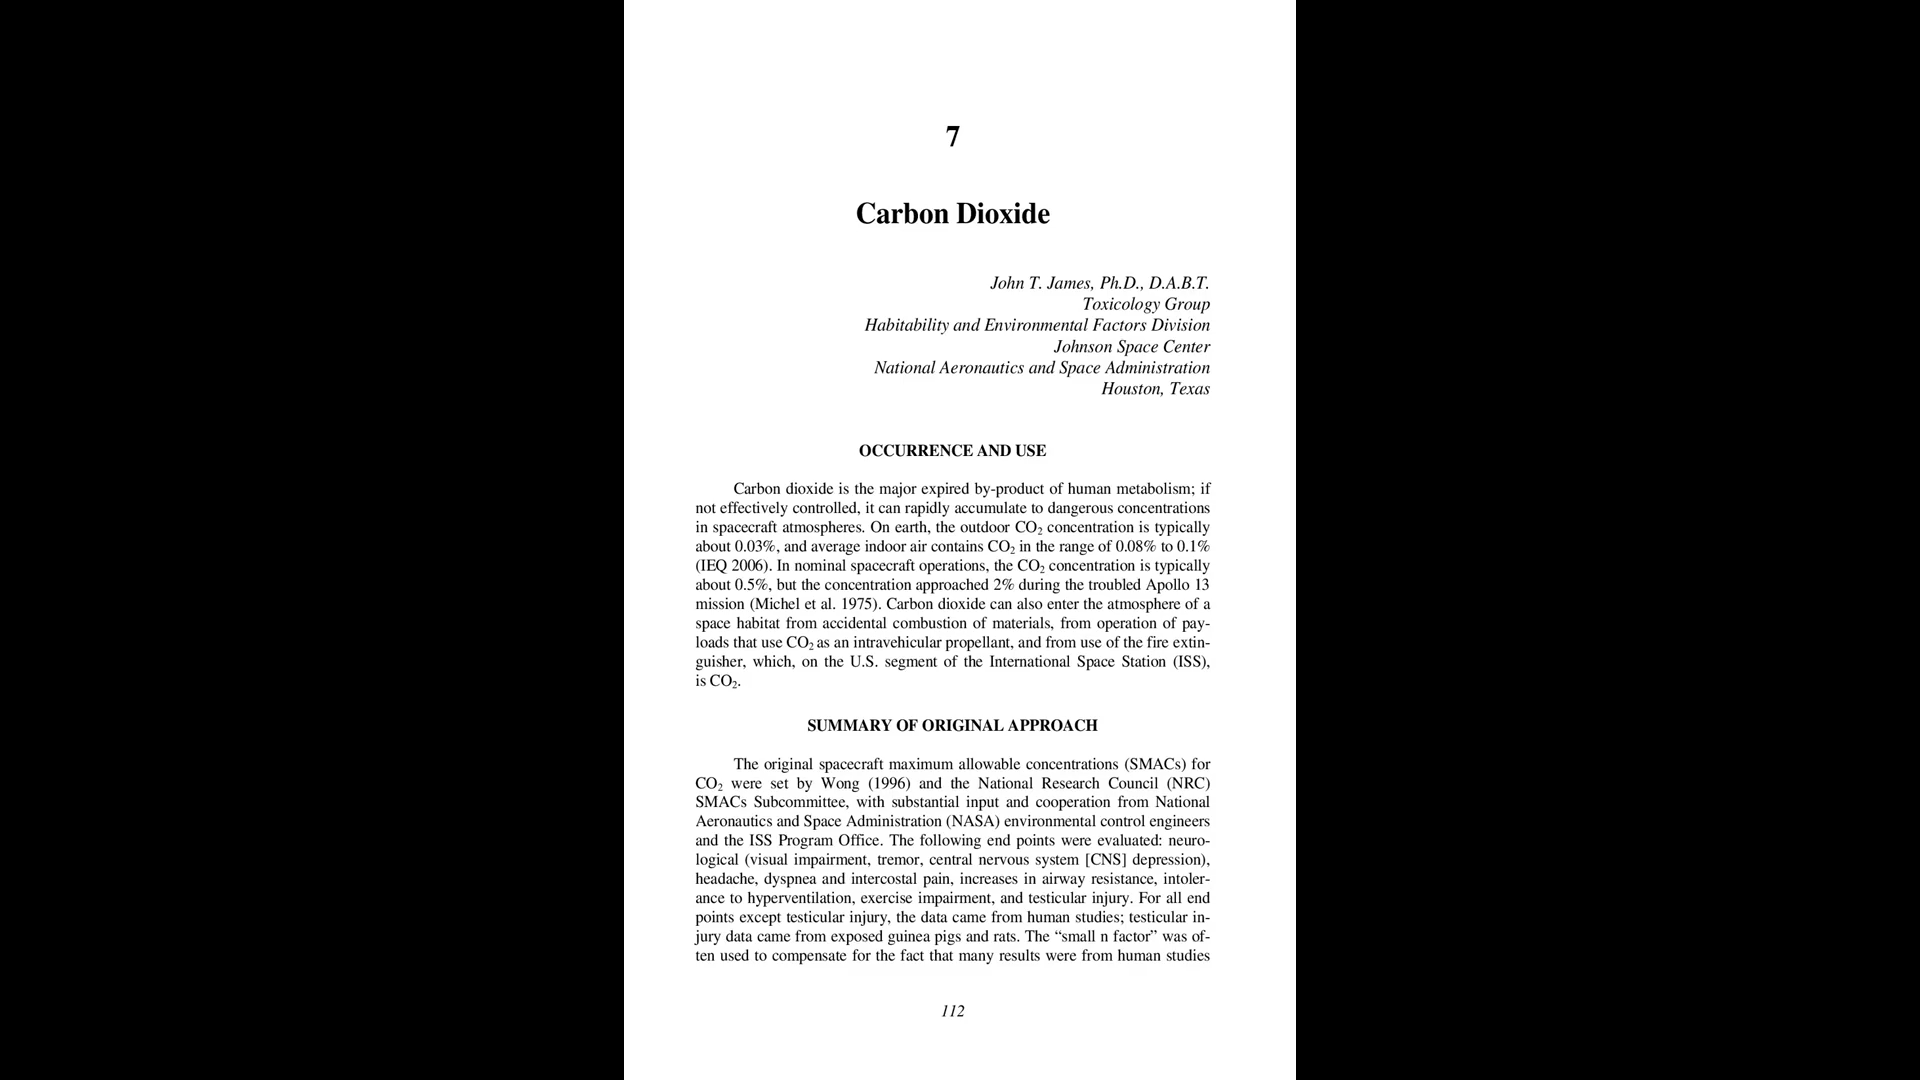 7
Carbon Dioxide
John T. James, Ph.D., D.A.B.T.
Toxicology Group
Habitability and Environmental Factors Division
Johnson Space Center
National Aeronautics and Space Administration
Houston, Texas
OCCURRENCE AND USE
Carbon dioxide is the major expired by-product of human metabolism; if
not effectively controlled, it can rapidly accumulate to dangerous concentrations
in spacecraft atmospheres. On earth, the outdoor CO₂ concentration is typically
about 0.03%, and average indoor air contains CO₂ in the range of 0.08% to 0.1%
(IEQ 2006). In nominal spacecraft operations, the CO₂ concentration is typically
about 0.5%, but the concentration approached 2% during the troubled Apollo 13
mission (Michel et al. 1975). Carbon dioxide can also enter the atmosphere of a
space habitat from accidental combustion of materials, from operation of pay-
loads that use CO₂ as an intravehicular propellant, and from use of the fire extin-
guisher, which, on the U.S. segment of the International Space Station (ISS),
is CO₂.
SUMMARY OF ORIGINAL APPROACH
The original spacecraft maximum allowable concentrations (SMACs) for
CO₂ were set by Wong (1996) and the National Research Council (NRC)
SMACs Subcommittee, with substantial input and cooperation from National
Aeronautics and Space Administration (NASA) environmental control engineers
and the ISS Program Office. The following end points were evaluated: neuro-
logical (visual impairment, tremor, central nervous system [CNS] depression),
headache, dyspnea and intercostal pain, increases in airway resistance, intoler-
ance to hyperventilation, exercise impairment, and testicular injury. For all end
points except testicular injury, the data came from human studies; testicular in-
jury data came from exposed guinea pigs and rats. The “small n factor” was of-
ten used to compensate for the fact that many results were from human studies
112